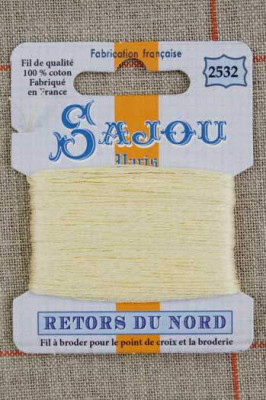 Fabrication française
Fil de qualité
100 % coton
Fabriqué
en France
2532
SAJOU
Paris
RETORS DU NORD
Fil à broder pour le point de croix et la broderie